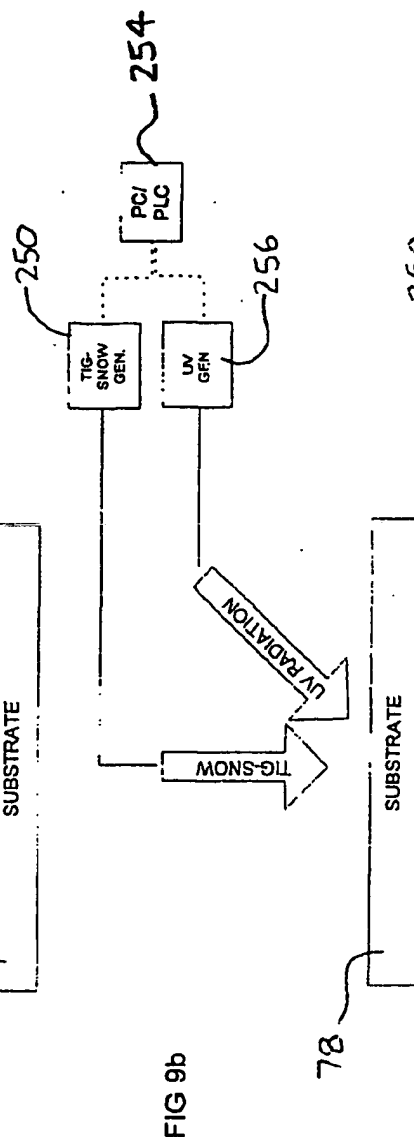 SUBSTRATE
FIG 9b
250
TIG-
SNOW
GEN.
PC/
PLC
254
UV
GEN
256
TIG-SNOW
UV RADIATION
SUBSTRATE
78